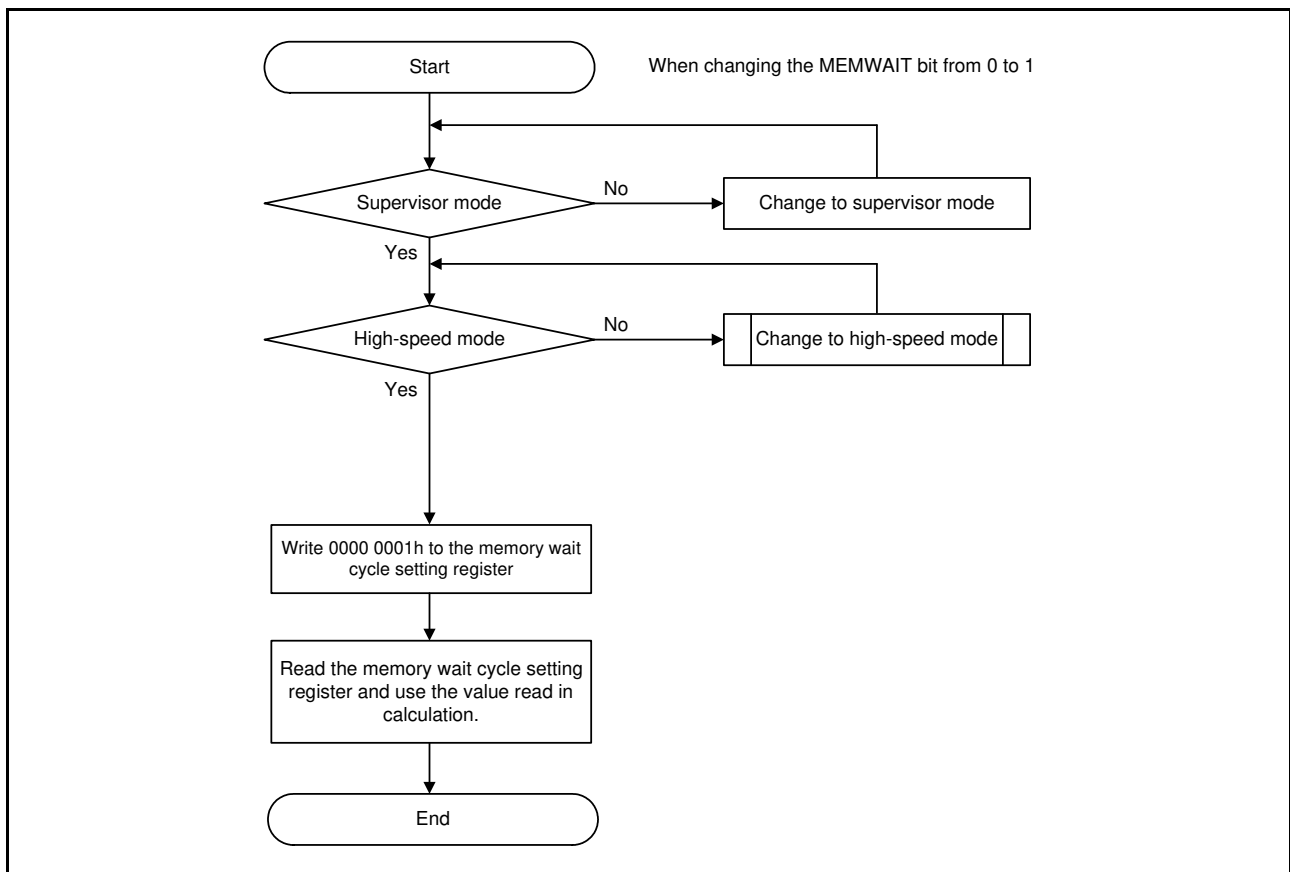 Start
When changing the MEMWAIT bit from 0 to 1
Supervisor mode
No
Change to supervisor mode
Yes
High-speed mode
No
Change to high-speed mode
Yes
Write 0000 0001h to the memory wait
cycle setting register
Read the memory wait cycle setting
register and use the value read in
calculation.
End